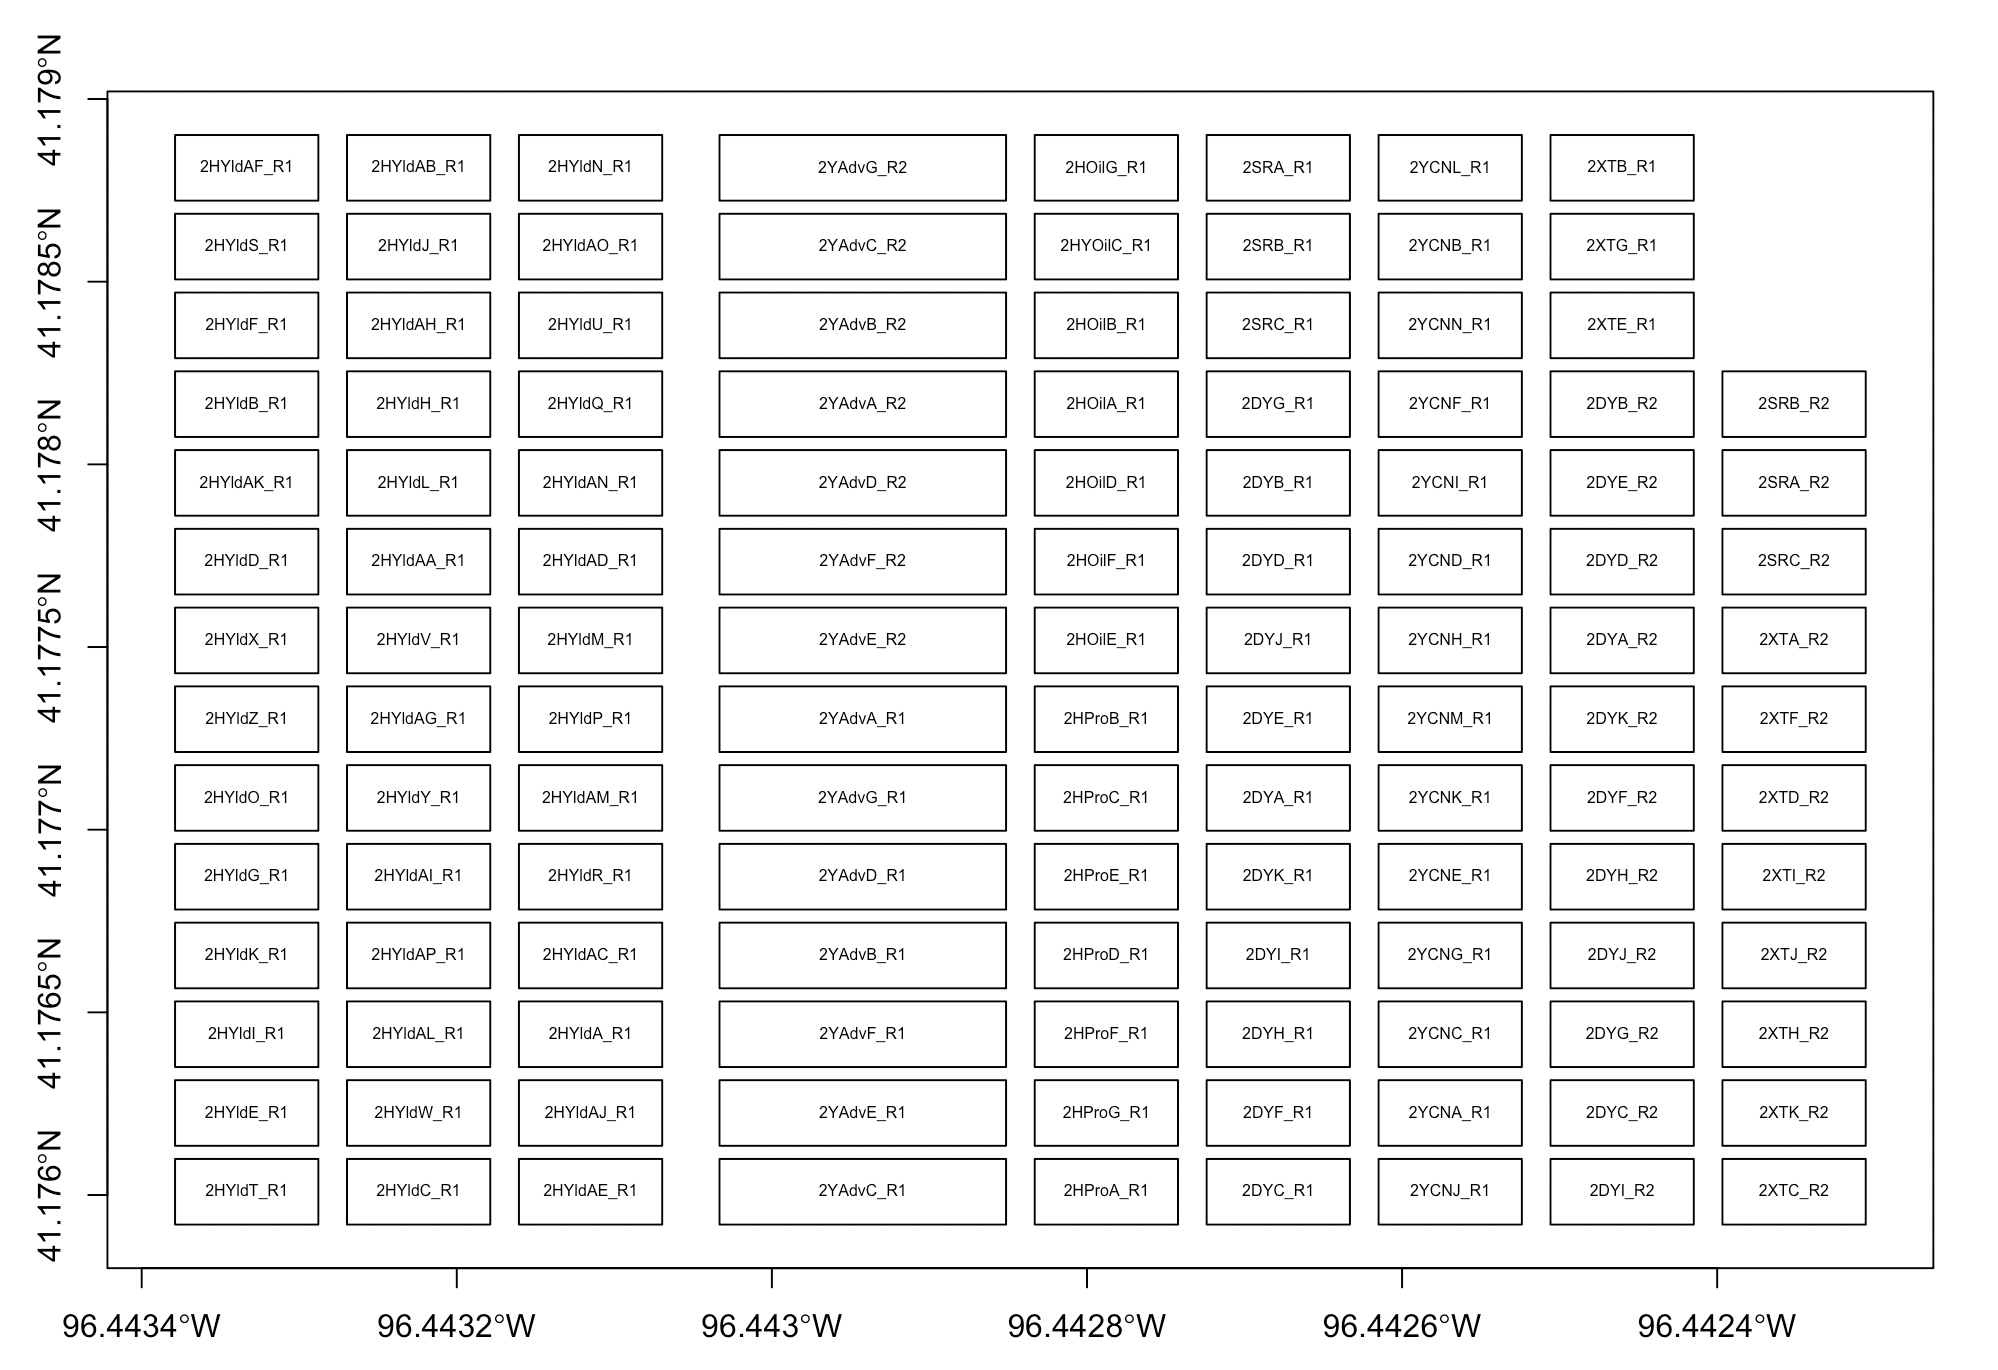 41.179°N
2HYldAF_R1 2HYldAB_R1 2HYldN_R1 2YAdvG_R2 2HOilG_R1 2SRA_R1 2YCNL_R1 2XTB_R1
2HYldS_R1 2HYldJ_R1 2HYldAO_R1 2YAdvC_R2 2HYOilC_R1 2SRB_R1 2YCNB_R1 2XTG_R1
41.1785°N
2HYldF_R1 2HYldAH_R1 2HYldU_R1 2YAdvB_R2 2HOilB_R1 2SRC_R1 2YCNN_R1 2XTE_R1
2HYldB_R1 2HYldH_R1 2HYldQ_R1 2YAdvA_R2 2HOilA_R1 2DYG_R1 2YCNF_R1 2DYB_R2 2SRB_R2
41.178°N
2HYldAK_R1 2HYldL_R1 2HYldAN_R1 2YAdvD_R2 2HOilD_R1 2DYB_R1 2YCNI_R1 2DYE_R2 2SRA_R2
2HYldD_R1 2HYldAA_R1 2HYldAD_R1 2YAdvF_R2 2HOilF_R1 2DYD_R1 2YCND_R1 2DYD_R2 2SRC_R2
41.1775°N
2HYldX_R1 2HYldV_R1 2HYldM_R1 2YAdvE_R2 2HOilE_R1 2DYJ_R1 2YCNH_R1 2DYA_R2 2XTA_R2
2HYldZ_R1 2HYldAG_R1 2HYldP_R1 2YAdvA_R1 2HProB_R1 2DYE_R1 2YCNM_R1 2DYK_R2 2XTF_R2
41.177°N
2HYldO_R1 2HYldY_R1 2HYldAM_R1 2YAdvG_R1 2HProC_R1 2DYA_R1 2YCNK_R1 2DYF_R2 2XTD_R2
2HYldG_R1 2HYldAI_R1 2HYldR_R1 2YAdvD_R1 2HProE_R1 2DYK_R1 2YCNE_R1 2DYH_R2 2XTI_R2
41.1765°N
2HYldK_R1 2HYldAP_R1 2HYldAC_R1 2YAdvB_R1 2HProD_R1 2DYI_R1 2YCNG_R1 2DYJ_R2 2XTJ_R2
2HYldI_R1 2HYldAL_R1 2HYldA_R1 2YAdvF_R1 2HProF_R1 2DYH_R1 2YCNC_R1 2DYG_R2 2XTH_R2
2HYldE_R1 2HYldW_R1 2HYldAJ_R1 2YAdvE_R1 2HProG_R1 2DYF_R1 2YCNA_R1 2DYC_R2 2XTK_R2
41.176°N
2HYldT_R1 2HYldC_R1 2HYldAE_R1 2YAdvC_R1 2HProA_R1 2DYC_R1 2YCNJ_R1 2DYI_R2 2XTC_R2
96.4434°W 96.4432°W 96.443°W 96.4428°W 96.4426°W 96.4424°W